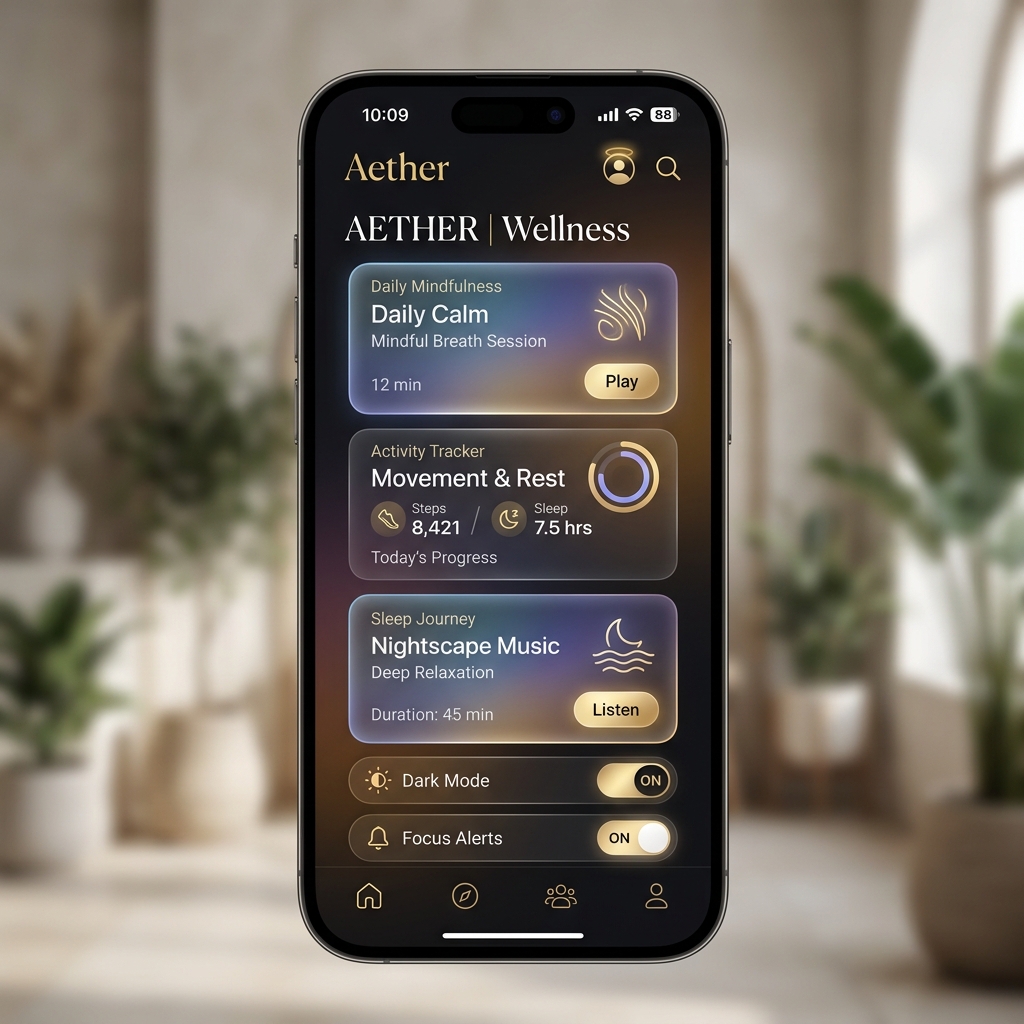 10:09
88
Aether
AETHER | Wellness
Daily Mindfulness
Daily Calm
Mindful Breath Session
12 min
Play
Activity Tracker
Movement & Rest
Steps
8,421 /
Sleep
7.5 hrs
Today's Progress
Sleep Journey
Nightscape Music
Deep Relaxation
Duration: 45 min
Listen
Dark Mode
ON
Focus Alerts
ON